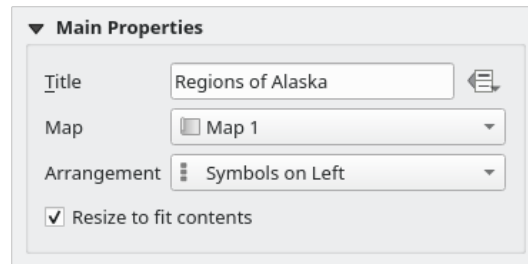 Main Properties
Title Regions of Alaska
Map Map 1
Arrangement Symbols on Left
Resize to fit contents